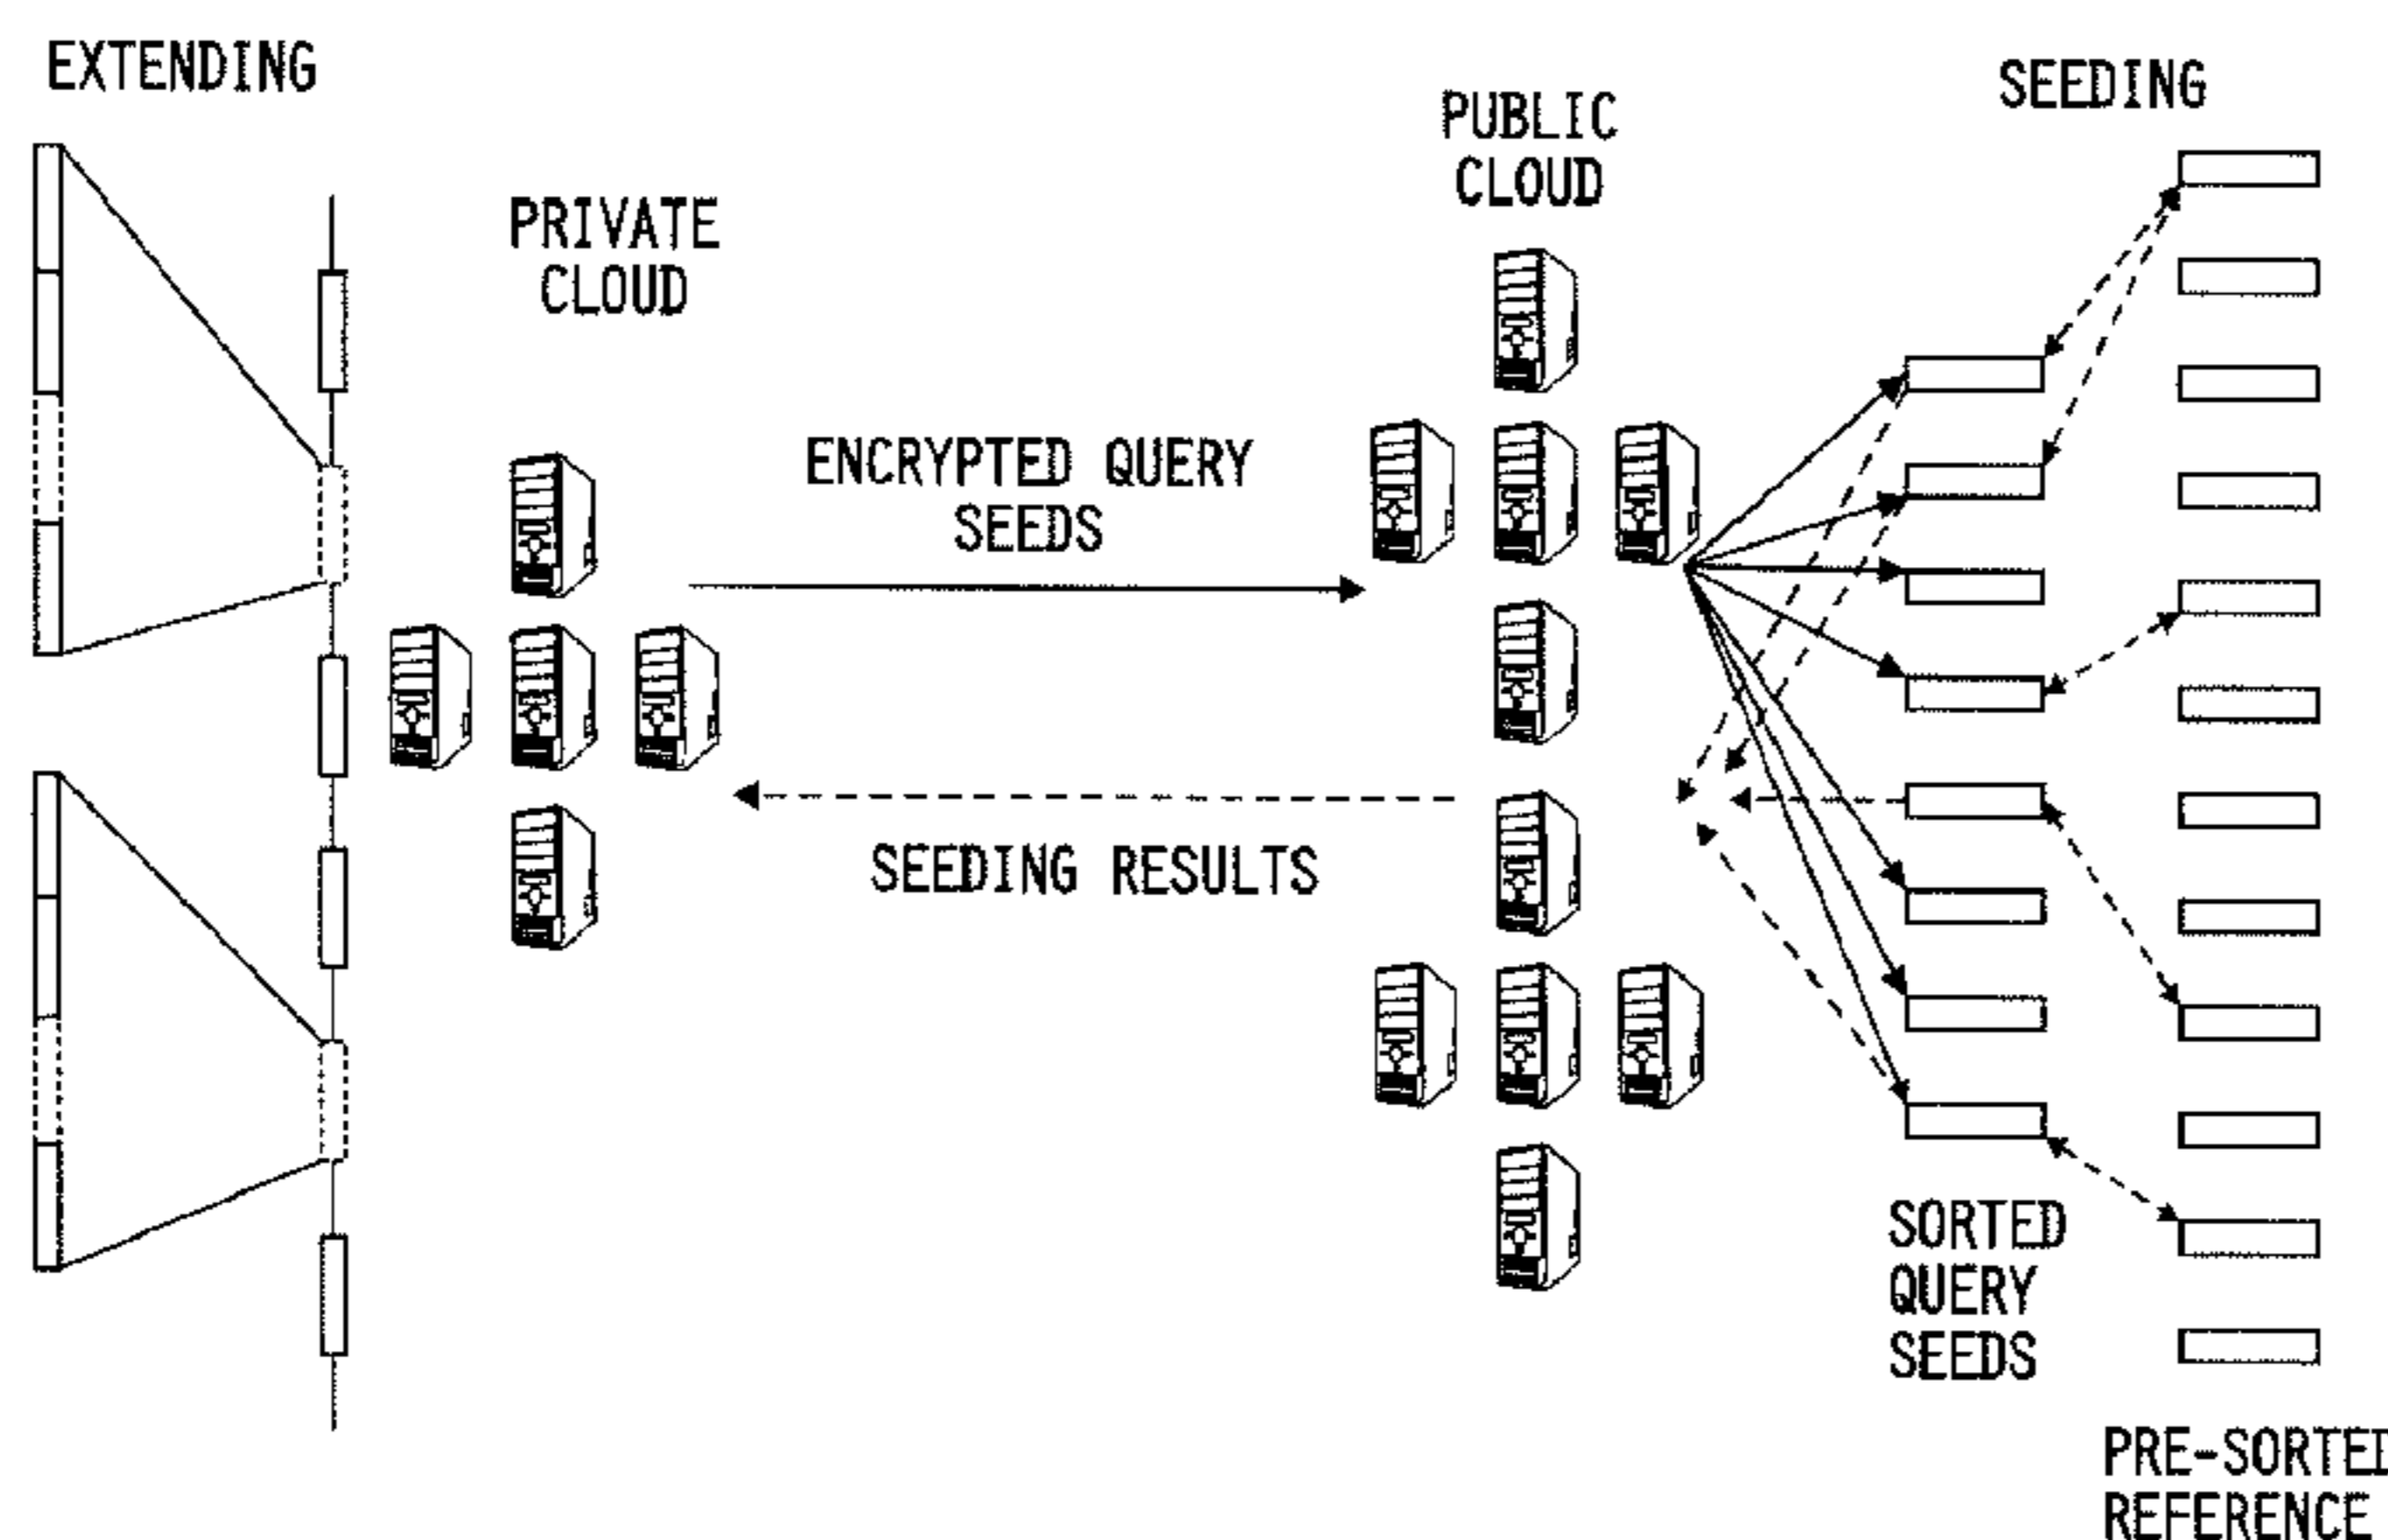 EXTENDING
PRIVATE
CLOUD
ENCRYPTED QUERY
SEEDS
SEEDING RESULTS
PUBLIC
CLOUD
SEEDING
SORTED
QUERY
SEEDS
PRE-SORTED
REFERENCE